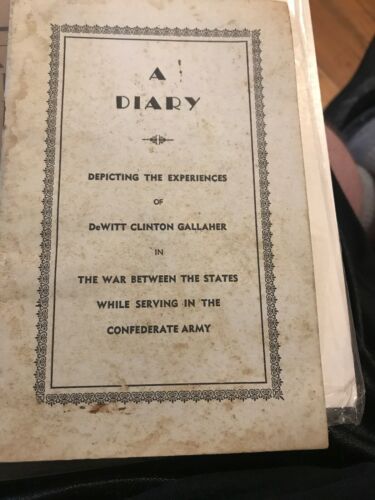 A
DIARY
DEPICTING THE EXPERIENCES
OF
DeWITT CLINTON GALLAHER
IN
THE WAR BETWEEN THE STATES
WHILE SERVING IN THE
CONFEDERATE ARMY